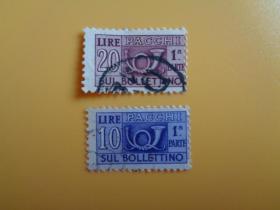 LIRE PACCHI
20 1ª
PARTE
SUL BOLLETTINO
LIRE PACCHI
10 1ª
PARTE
SUL BOLLETTINO